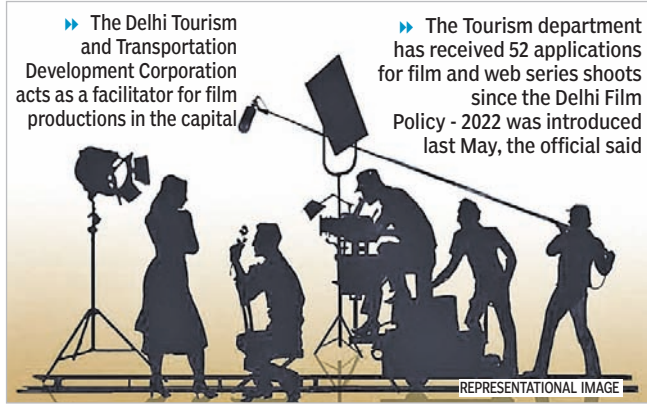 The Delhi Tourism
and Transportation
Development Corporation
acts as a facilitator for film
productions in the capital
The Tourism department
has received 52 applications
for film and web series shoots
since the Delhi Film
Policy - 2022 was introduced
last May, the official said
REPRESENTATIONAL IMAGE